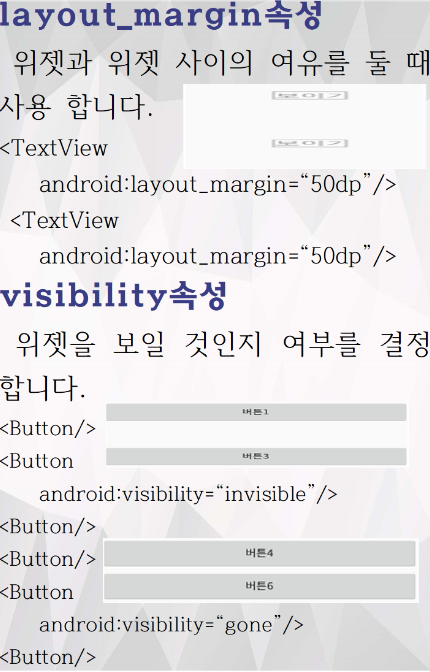 layout_margin속성
위젯과 위젯 사이의 여유를 둘 때
사용 합니다.
보이기
<TextView
보이기
android:layout_margin=“50dp”/>
<TextView
android:layout_margin=“50dp”/>
visibility속성
위젯을 보일 것인지 여부를 결정
합니다.
버튼1
<Button/>
버튼3
<Button
android:visibility=“invisible”/>
<Button/>
버튼4
<Button/>
버튼6
<Button
android:visibility=“gone”/>
<Button/>